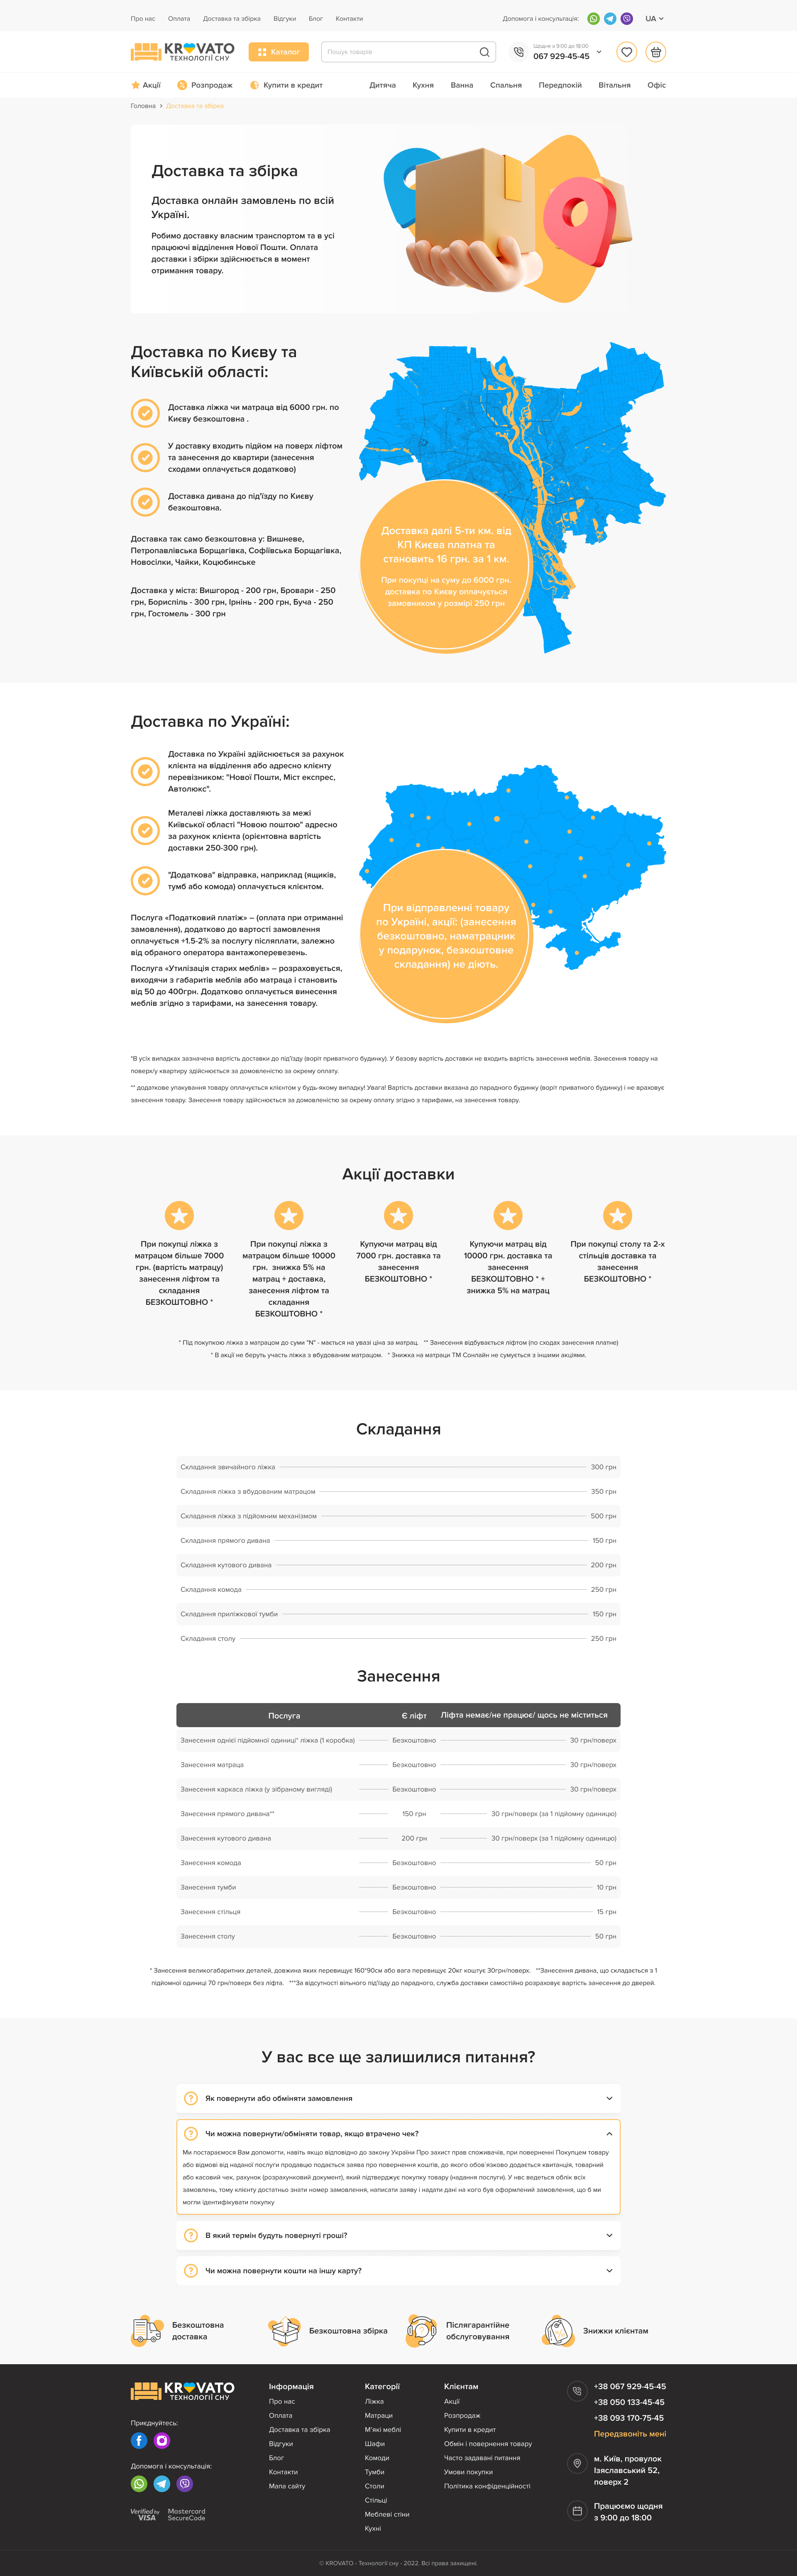 Про нас Оплата Доставка та збірка Відгуки Блог Контакти Допомога і консультація: UA
KROVATO
ТЕХНОЛОГІЇ СНУ
Каталог
Пошук товарів
Щодня з 9:00 до 18:00
067 929-45-45
Акції Розпродаж Купити в кредит Дитяча Кухня Ванна Спальня Передпокій Вітальня Офіс
Головна > Доставка та збірка
Доставка та збірка
Доставка онлайн замовлень по всій
Україні.
Робимо доставку власним транспортом та в усі
працюючі відділення Нової Пошти. Оплата
доставки і збірки здійснюється в момент
отримання товару.
Доставка по Києву та
Київській області:
Доставка ліжка чи матраца від 6000 грн. по
Києву безкоштовна .
У доставку входить підйом на поверх ліфтом
та занесення до квартири (занесення
сходами оплачується додатково)
Доставка дивана до під'їзду по Києву
безкоштовна.
Доставка так само безкоштовна у: Вишневе,
Петропавлівська Борщагівка, Софіївська Борщагівка,
Новосілки, Чайки, Коцюбинське
Доставка у міста: Вишгород - 200 грн, Бровари - 250
грн, Бориспіль - 300 грн, Ірпінь - 200 грн, Буча - 250
грн, Гостомель - 300 грн
Доставка далі 5-ти км. від
КП Києва платна та
становить 16 грн. за 1 км.
При покупці на суму до 6000 грн.
доставка по Києву оплачується
замовником у розмірі 250 грн
Доставка по Україні:
Доставка по Україні здійснюється за рахунок
клієнта на відділення або адресно клієнту
перевізником: "Нової Пошти, Міст експрес,
Автолюкс".
Металеві ліжка доставляють за межі
Київської області "Новою поштою" адресо
за рахунок клієнта (орієнтовна вартість
доставки 250-300 грн).
"Додаткова" відправка, наприклад (ящиків,
тумб або комода) оплачується клієнтом.
Послуга «Податковий платіж» – (оплата при отриманні
замовлення), додатково до вартості замовлення
оплачується +1.5-2% за послугу післяплати, залежно
від обраного оператора вантажоперевезень.
Послуга «Утилізація старих меблів» – розраховується,
виходячи з габаритів меблів або матраца і становить
від 50 до 400грн. Додатково оплачується винесення
меблів згідно з тарифами, на занесення товару.
При відправленні товару
по Україні, акції: (занесення
безкоштовно, наматрацник
у подарунок, безкоштовне
складання) не діють.
*В усіх випадках зазначена вартість доставки до під'їзду (воріт приватного будинку). У базову вартість доставки не входить вартість занесення меблів. Занесення товару на
поверх/у квартиру здійснюється за домовленістю за окрему оплату.
** додаткове упакування товару оплачується клієнтом у будь-якому випадку! Увага! Вартість доставки вказана до парадного будинку (воріт приватного будинку) і не враховує
занесення товару. Занесення товару здійснюється за домовленістю за окрему оплату згідно з тарифами, на занесення товару.
Акції доставки
При покупці ліжка з
матрацом більше 7000
грн. (вартість матрацу)
занесення ліфтом та
складання
БЕЗКОШТОВНО *
При покупці ліжка з
матрацом більше 10000
грн. знижка 5% на
матрац + доставка,
занесення ліфтом та
складання
БЕЗКОШТОВНО *
Купуючи матрац від
7000 грн. доставка та
занесення
БЕЗКОШТОВНО *
Купуючи матрац від
10000 грн. доставка та
занесення
БЕЗКОШТОВНО * +
знижка 5% на матрац
При покупці столу та 2-х
стільців доставка та
занесення
БЕЗКОШТОВНО *
* Під покупкою ліжка з матрацом до суми "N" - мається на увазі ціна за матрац. ** Занесення відбувається ліфтом (по сходах занесення платне)
* В акції не беруть участь ліжка з вбудованим матрацом. * Знижка на матраци ТМ Сонлайн не сумується з іншими акціями.
Складання
Складання звичайного ліжка 300 грн
Складання ліжка з вбудованим матрацом 350 грн
Складання ліжка з підйомним механізмом 500 грн
Складання прямого дивана 150 грн
Складання кутового дивана 200 грн
Складання комода 250 грн
Складання приліжкової тумби 150 грн
Складання столу 250 грн
Занесення
Послуга Є ліфт Ліфта немає/не працює/ щось не міститься
Занесення однієї підйомної одиниці* ліжка (1 коробка) Безкоштовно 30 грн/поверх
Занесення матраца Безкоштовно 30 грн/поверх
Занесення каркаса ліжка (у зібраному вигляді) Безкоштовно 30 грн/поверх
Занесення прямого дивана** 150 грн 30 грн/поверх (за 1 підйомну одиницю)
Занесення кутового дивана 200 грн 30 грн/поверх (за 1 підйомну одиницю)
Занесення комода Безкоштовно 50 грн
Занесення тумби Безкоштовно 10 грн
Занесення стільця Безкоштовно 15 грн
Занесення столу Безкоштовно 50 грн
* Занесення великогабаритних деталей, довжина яких перевищує 160*90см або вага перевищує 20кг коштує 30грн/поверх. **Занесення дивана, що складається з 1
підйомної одиниці 70 грн/поверх без ліфта. ***За відсутності вільного під'їзду до парадного, служба доставки самостійно розраховує вартість занесення до дверей.
У вас все ще залишилися питання?
Як повернути або обміняти замовлення
Чи можна повернути/обміняти товар, якщо втрачено чек?
Ми постараємося Вам допомогти, навіть якщо відповідно до закону України Про захист прав споживачів, при поверненні Покупцем товару
або відмові від наданої послуги продавцю подається заява про повернення коштів, до якого обов`язково додається квитанція, товарний
або касовий чек, рахунок (розрахунковий документ), який підтверджує покупку товару (надання послуги). У нас ведеться облік всіх
замовлень, тому клієнту достатньо знати номер замовлення, написати заяву і надати дані на кого був оформлений замовлення, що б ми
могли ідентифікувати покупку
В який термін будуть повернуті гроші?
Чи можна повернути кошти на іншу карту?
Безкоштовна
доставка
Безкоштовна збірка
Післягарантійне
обслуговування
Знижки клієнтам
KROVATO
ТЕХНОЛОГІЇ СНУ
Приєднуйтесь:
Допомога і консультація:
Verified by
VISA
Mastercard
SecureCode
Інформація
Про нас
Оплата
Доставка та збірка
Відгуки
Блог
Контакти
Мапа сайту
Категорії
Ліжка
Матраци
М'які меблі
Шафи
Комоди
Тумби
Столи
Стільці
Меблеві стіни
Кухні
Клієнтам
Акції
Розпродаж
Купити в кредит
Обмін і повернення товару
Часто задавані питання
Умови покупки
Політика конфіденційності
+38 067 929-45-45
+38 050 133-45-45
+38 093 170-75-45
Передзвоніть мені
м. Київ, провулок
Ізяславський 52,
поверх 2
Працюємо щодня
з 9:00 до 18:00
© KROVATO - Технології сну - 2022. Всі права захищені.